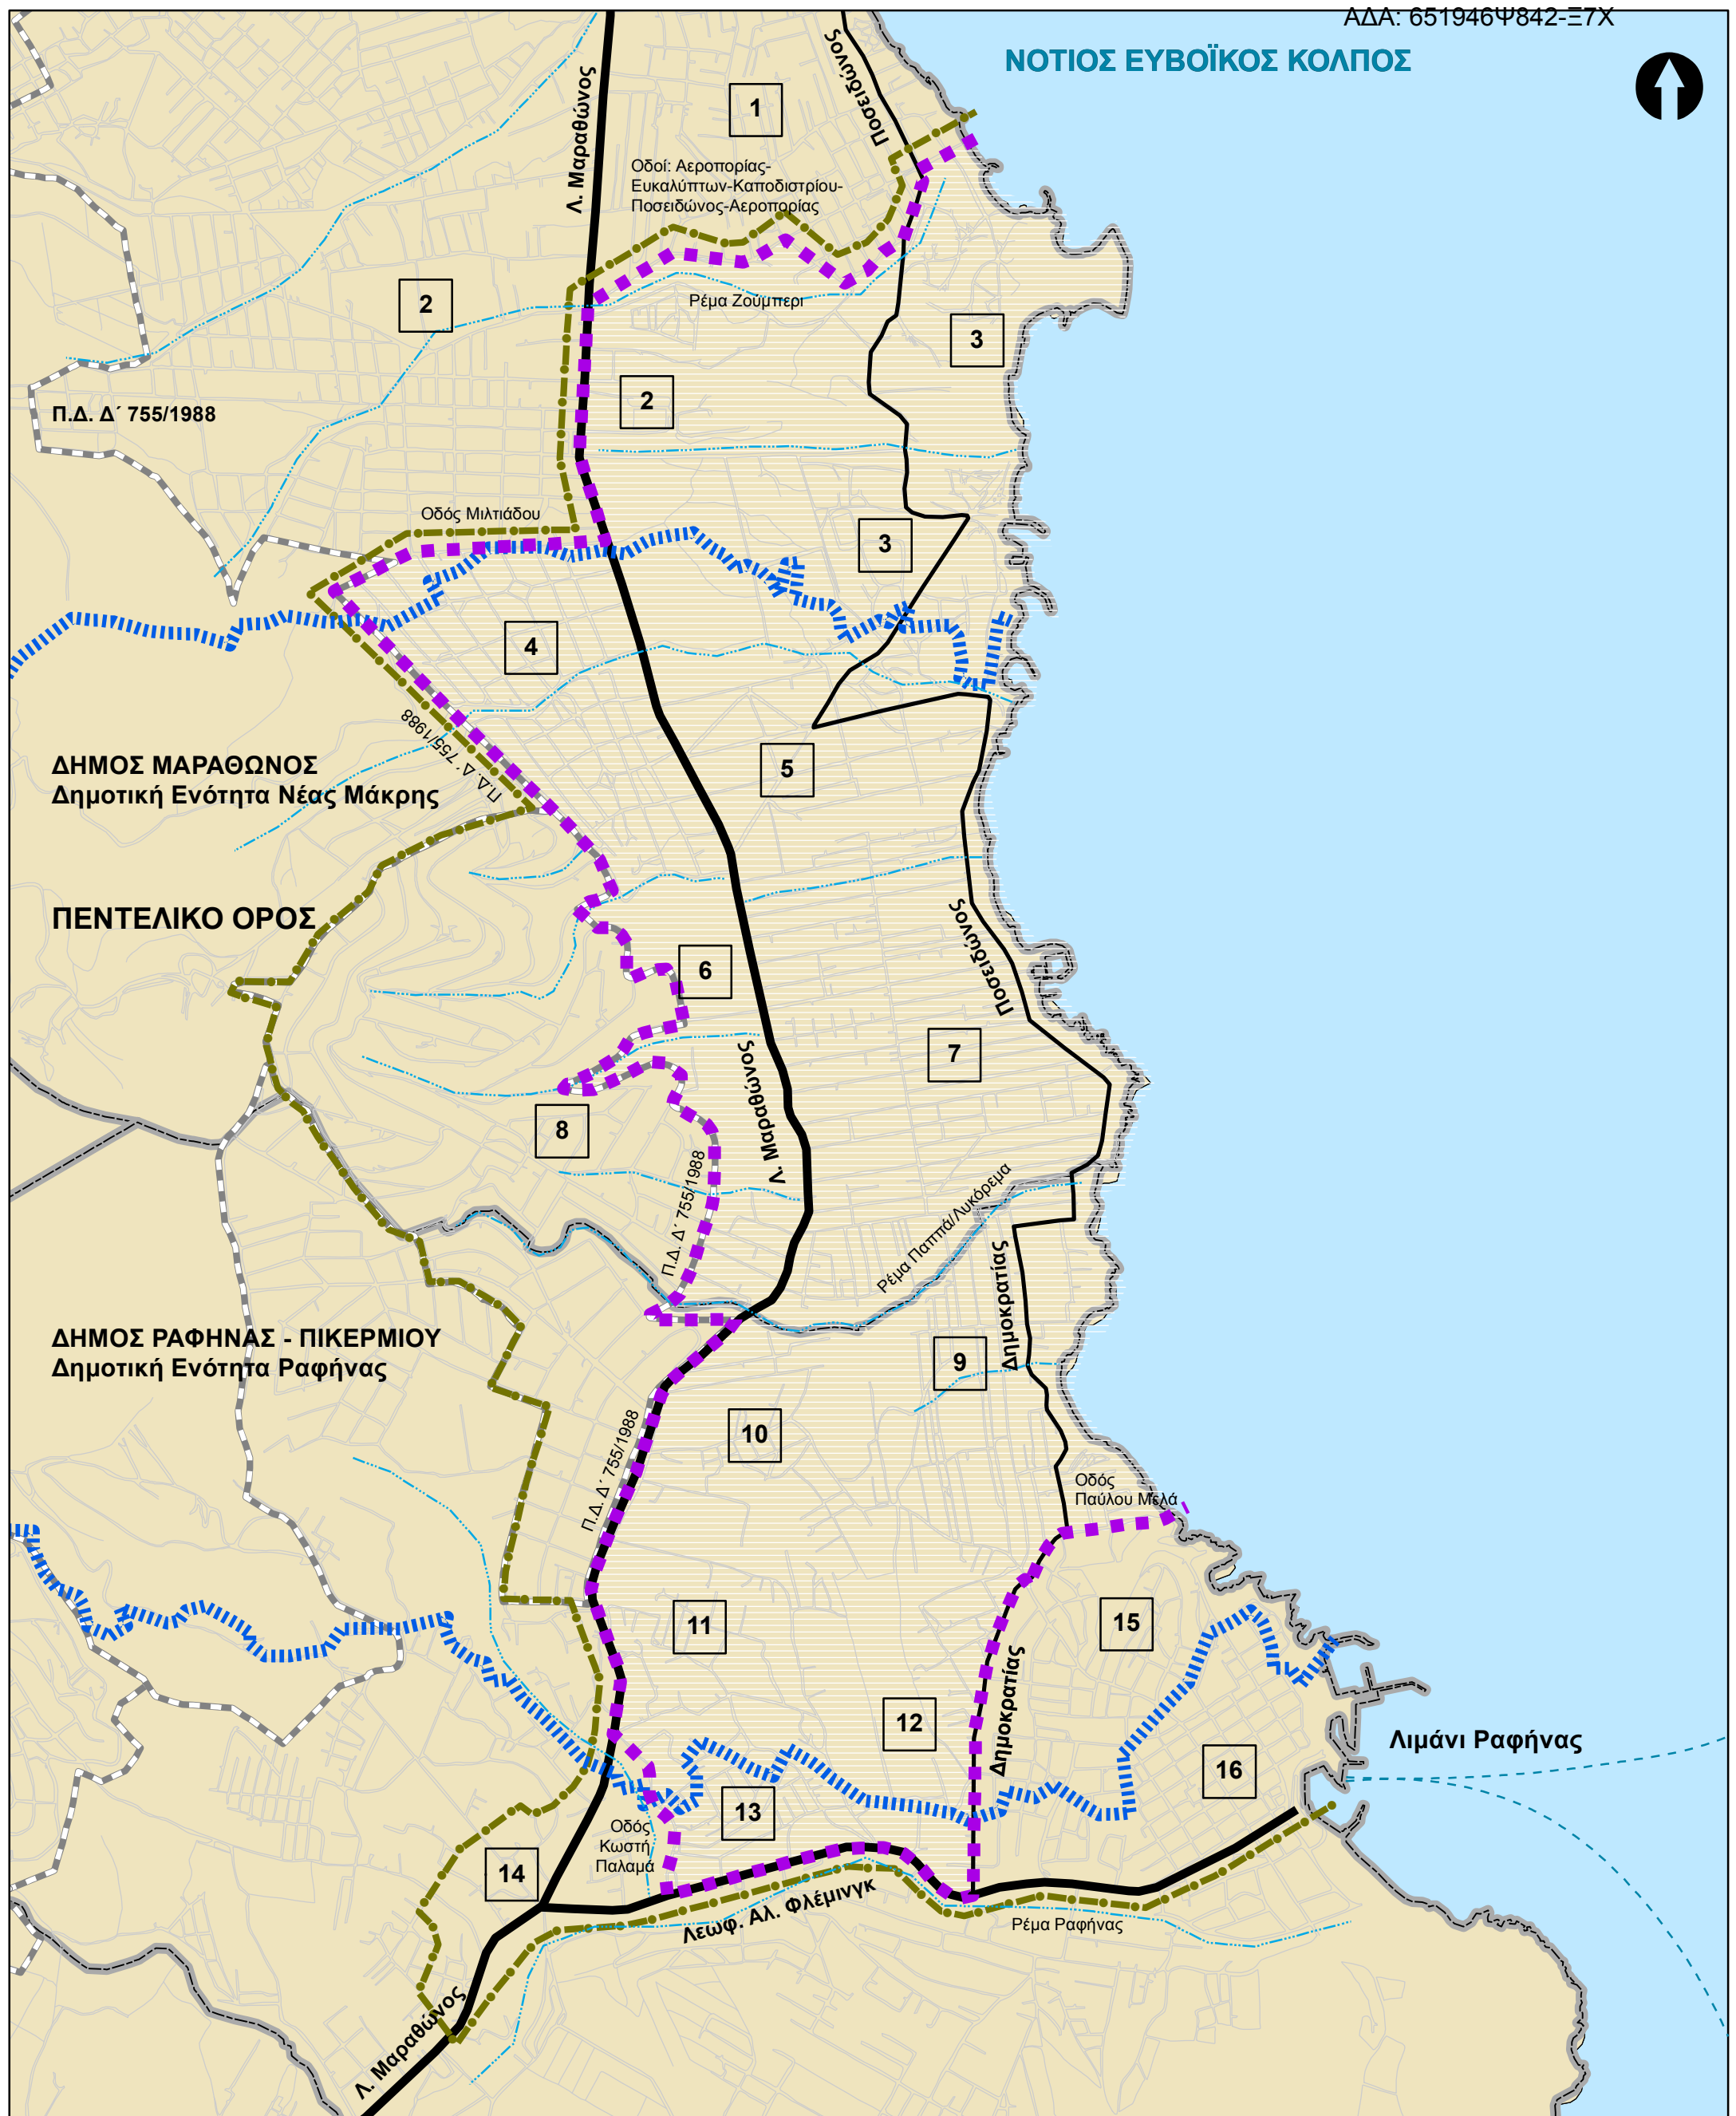 ΑΔΑ: 651946Ψ842-Ξ7Χ
ΝΟΤΙΟΣ ΕΥΒΟΪΚΟΣ ΚΟΛΠΟΣ
Ποσειδώνος
Λ. Μαραθώνος
1
Οδοί: Αεροπορίας-
Ευκαλύπτων-Καποδιστρίου-
Ποσειδώνος-Αεροπορίας
2
Ρέμα Ζούμπερι
3
2
Π.Δ. Δ΄ 755/1988
Οδός Μιλτιάδου
3
4
Π.Δ. Δ΄ 755/1988
5
ΔΗΜΟΣ ΜΑΡΑΘΩΝΟΣ
Δημοτική Ενότητα Νέας Μάκρης
ΠΕΝΤΕΛΙΚΟ ΟΡΟΣ
Ποσειδώνος
6
7
Λ. Μαραθώνος
8
Π.Δ. Δ΄ 755/1988
Ρέμα Παππά/Λυκόρεμα
Δημοκρατίας
ΔΗΜΟΣ ΡΑΦΗΝΑΣ - ΠΙΚΕΡΜΙΟΥ
Δημοτική Ενότητα Ραφήνας
9
10
Π.Δ. Δ΄ 755/1988
Οδός
Παύλου Μελά
11
15
12
Δημοκρατίας
Λιμάνι Ραφήνας
16
13
Οδός
Κωστή
Παλαμά
14
Λεωφ. Αλ. Φλέμινγκ
Ρέμα Ραφήνας
Λ. Μαραθώνος